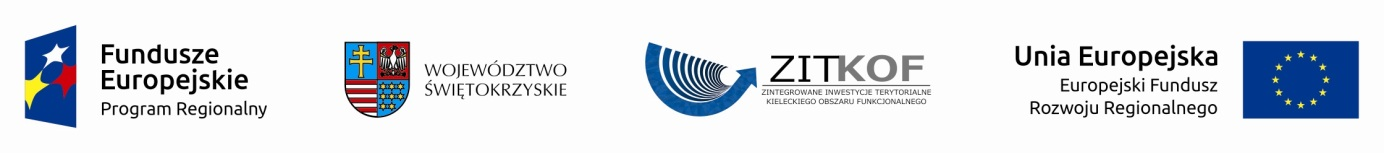 Fundusze
Europejskie
Program Regionalny
WOJEWÓDZTWO
ŚWIĘTOKRZYSKIE
ZITKOF
ZINTEGROWANE INWESTYCJE TERYTORIALNE
KIELECKIEGO OBSZARU FUNKCJONALNEGO
Unia Europejska
Europejski Fundusz
Rozwoju Regionalnego